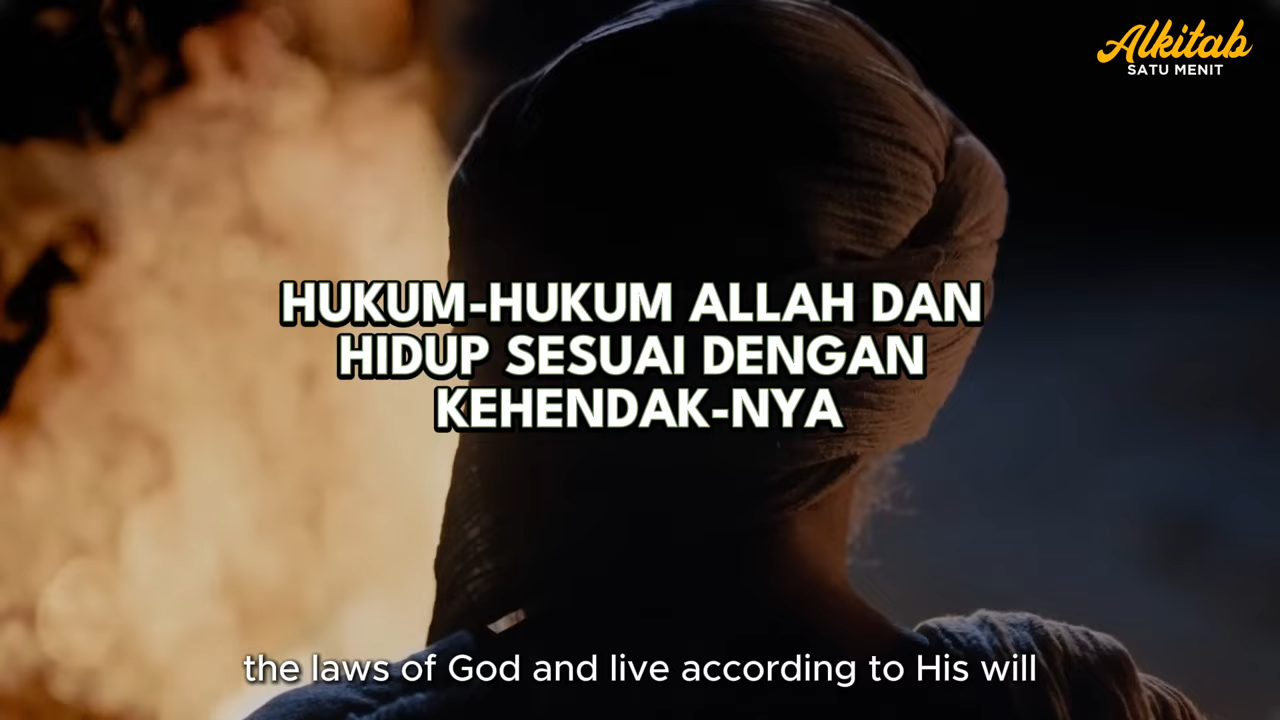 Alkitab
SATU MENIT
HUKUM-HUKUM ALLAH DAN
HIDUP SESUAI DENGAN
KEHENDAK-NYA
the laws of God and live according to His will